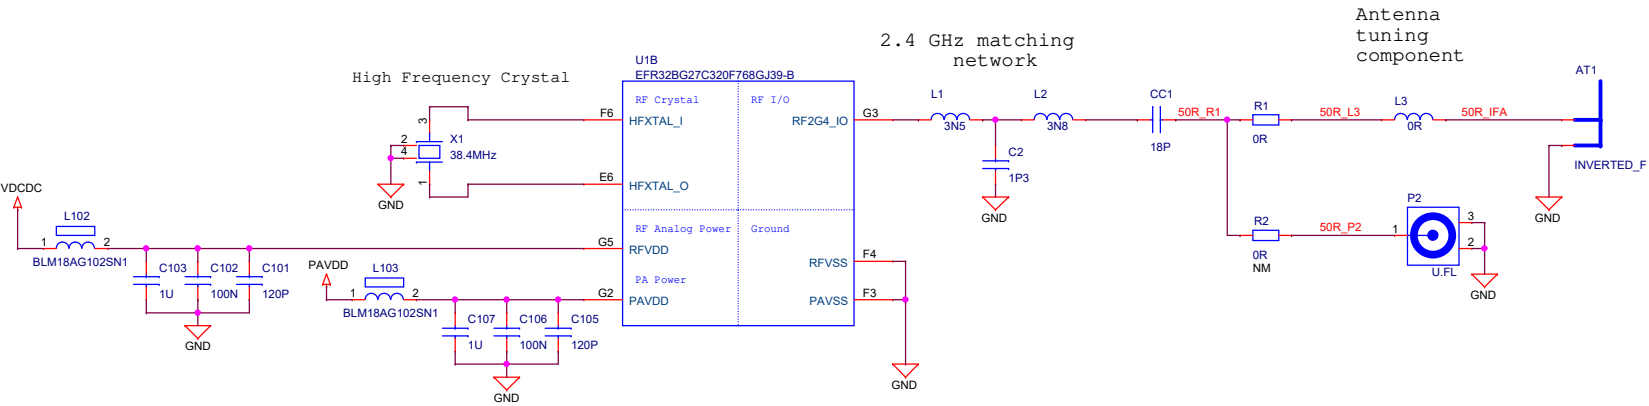 Antenna
tuning
component
2.4 GHz matching
network
High Frequency Crystal
U1B
EFR32BG27C320F768GJ39-B
RF Crystal
RF I/O
F6
HFXTAL_I
RF2G4_IO
G3
L1
3N5
L2
3N8
CC1
18P
50R_R1
R1
0R
50R_L3
L3
0R
50R_IFA
AT1
INVERTED_F
3
2
4
1
X1
38.4MHz
GND
E6
HFXTAL_O
C2
1P3
GND
GND
VDCDC
L102
1
2
BLM18AG102SN1
C103
1U
C102
100N
C101
120P
GND
G5
RF Analog Power
Ground
RFVDD
PA Power
G2
PAVDD
RFVSS
F4
PAVSS
F3
GND
R2
0R
NM
50R_P2
P2
1
3
2
U.FL
GND
PAVDD
L103
1
2
BLM18AG102SN1
C107
1U
C106
100N
C105
120P
GND